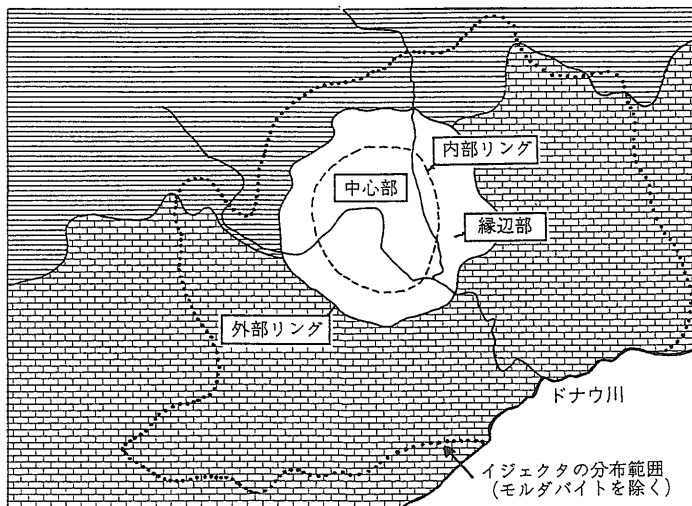 内部リング
中心部
縁辺部
外部リング
ドナウ川
イジェクタの分布範囲
(モルダバイトを除く)